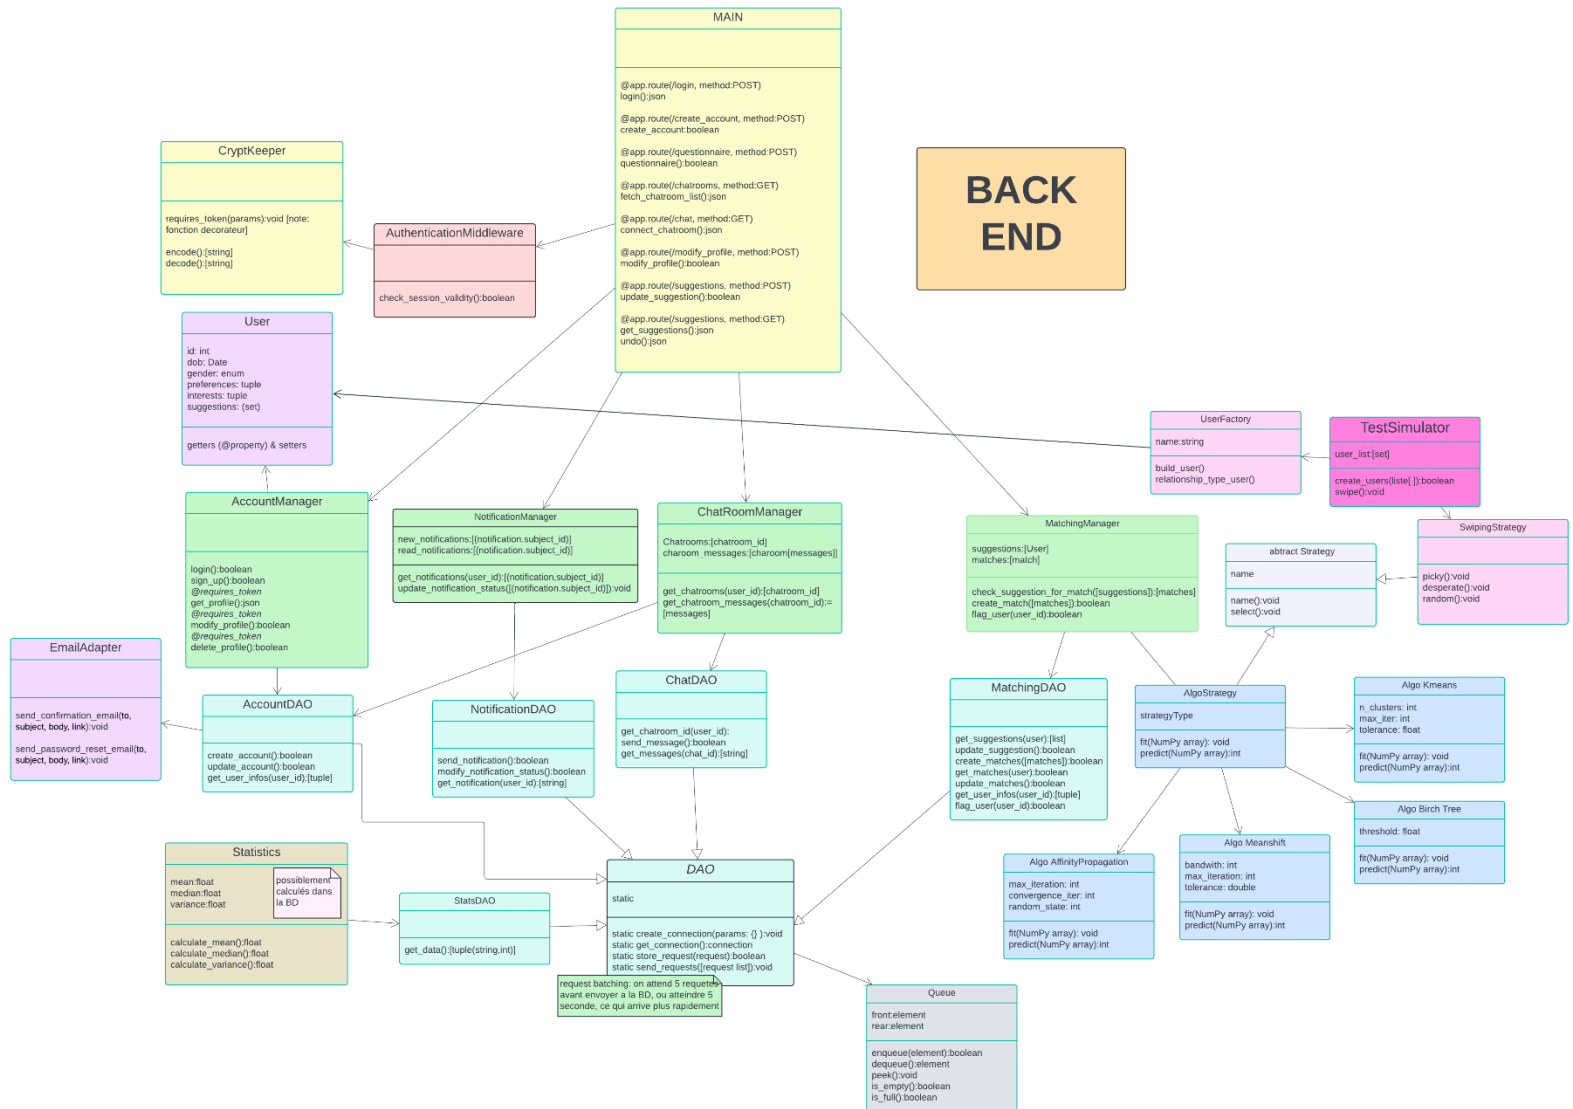 MAIN
@app.route(/login, method:POST)
login():json
@app.route(/create_account, method:POST)
create_account:boolean
@app.route(/questionnaire, method:POST)
questionnaire():boolean
@app.route(/chatrooms, method:GET)
fetch_chatroom_list():json
@app.route(/chat, method:GET)
connect_chatroom():json
@app.route(/modify_profile, method:POST)
modify_profile():boolean
@app.route(/suggestions, method:POST)
update_suggestion():boolean
@app.route(/suggestions, method:GET)
get_suggestions():json
undo():json
BACK
END
CryptKeeper
requires_token(params):void [note:
fonction decorateur]
encode():[string]
decode():[string]
AuthenticationMiddleware
check_session_validity():boolean
User
id: int
dob: Date
gender: enum
preferences: tuple
interests: tuple
suggestions: (set)
getters (@property) & setters
UserFactory
name:string
build_user()
relationship_type_user()
TestSimulator
user_list:[set]
create_users(liste[ ]):boolean
swipe():void
AccountManager
login():boolean
sign_up():boolean
@requires_token
get_profile():json
@requires_token
modify_profile():boolean
@requires_token
delete_profile():boolean
NotificationManager
new_notifications:[(notification.subject_id)]
read_notifications:[(notification.subject_id)]
get_notifications(user_id):[(notification,subject_id)]
update_notification_status([(notification.subject_id)]):void
ChatRoomManager
Chatrooms:[chatroom_id]
charoom_messages:[charoom[messages]]
get_chatrooms(user_id):[chatroom_id]
get_chatroom_messages(chatroom_id):=
[messages]
MatchingManager
suggestions:[User]
matches:[match]
check_suggestion_for_match([suggestions]):[matches]
create_match([matches]):boolean
flag_user(user_id):boolean
abtract Strategy
name
name():void
select():void
SwipingStrategy
picky():void
desperate():void
random():void
EmailAdapter
send_confirmation_email(to,
subject, body, link):void
send_password_reset_email(to,
subject, body, link):void
AccountDAO
create_account():boolean
update_account():boolean
get_user_infos(user_id):[tuple]
NotificationDAO
send_notification():boolean
modify_notification_status():boolean
get_notification(user_id):[string]
ChatDAO
get_chatroom_id(user_id):
send_message():boolean
get_messages(chat_id):[string]
MatchingDAO
get_suggestions(user):[list]
update_suggestion():boolean
create_matches([matches]):boolean
get_matches(user):boolean
update_matches():boolean
get_user_infos(user_id):[tuple]
flag_user(user_id):boolean
AlgoStrategy
strategyType
fit(NumPy array): void
predict(NumPy array):int
Algo Kmeans
n_clusters: int
max_iter: int
tolerance: float
fit(NumPy array): void
predict(NumPy array):int
Algo Birch Tree
threshold: float
fit(NumPy array): void
predict(NumPy array):int
Algo Meanshift
bandwith: int
max_iteration: int
tolerance: double
fit(NumPy array): void
predict(NumPy array):int
Algo AffinityPropagation
max_iteration: int
convergence_iter: int
random_state: int
fit(NumPy array): void
predict(NumPy array):int
Statistics
mean:float
median:float
variance:float
possiblement
calculés dans
la BD
calculate_mean():float
calculate_median():float
calculate_variance():float
StatsDAO
get_data():[tuple(string,int)]
DAO
static
static create_connection(params: {} ):void
static get_connection():connection
static store_request(request):boolean
static send_requests([request list]):void
request batching: on attend 5 requetes
avant envoyer a la BD, ou atteindre 5
seconde, ce qui arrive plus rapidement
Queue
front:element
rear:element
enqueue(element):boolean
dequeue():element
peek():void
is_empty():boolean
is_full():boolean